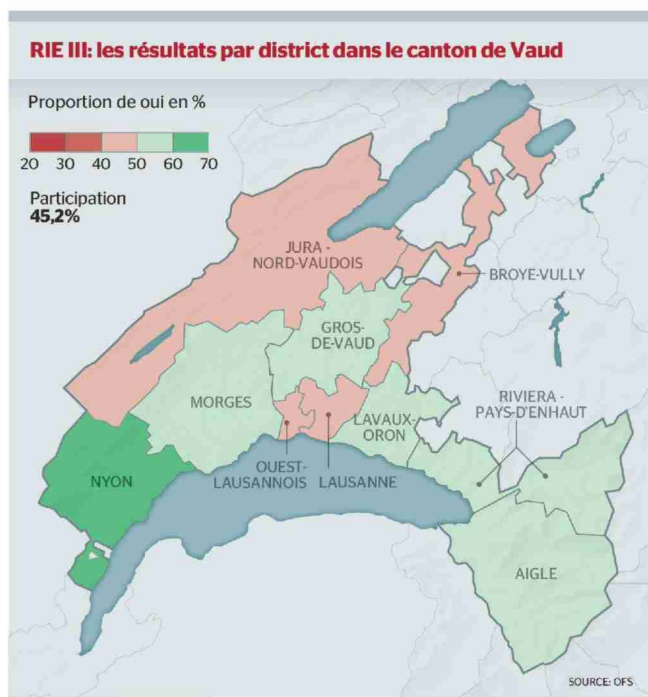 RIE III: les résultats par district dans le canton de Vaud
Proportion de oui en %
20 30 40 50 60 70
Participation
45,2%
JURA -
NORD-VAUDOIS
BROYE-VULLY
GROS-
DE-VAUD
MORGES
RIVIERA -
PAYS-D'ENHAUT
LAVAUX-
ORON
NYON
OUEST-
LAUSANNOIS
LAUSANNE
AIGLE
SOURCE: OFS